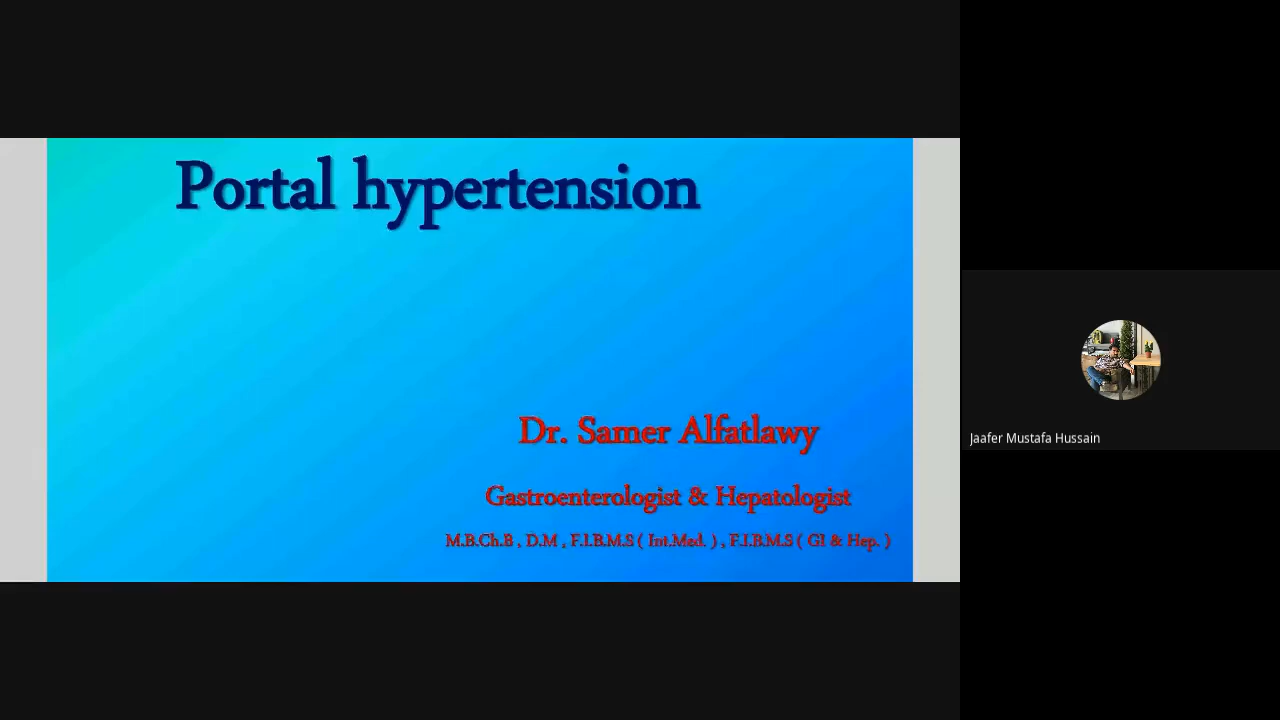 Portal hypertension
Dr. Samer Alfatlawy
Gastroenterologist & Hepatologist
M.B.Ch.B , D.M , F.I.B.M.S ( Int.Med. ) , F.I.B.M.S ( GI & Hep. )
Jaafer Mustafa Hussain